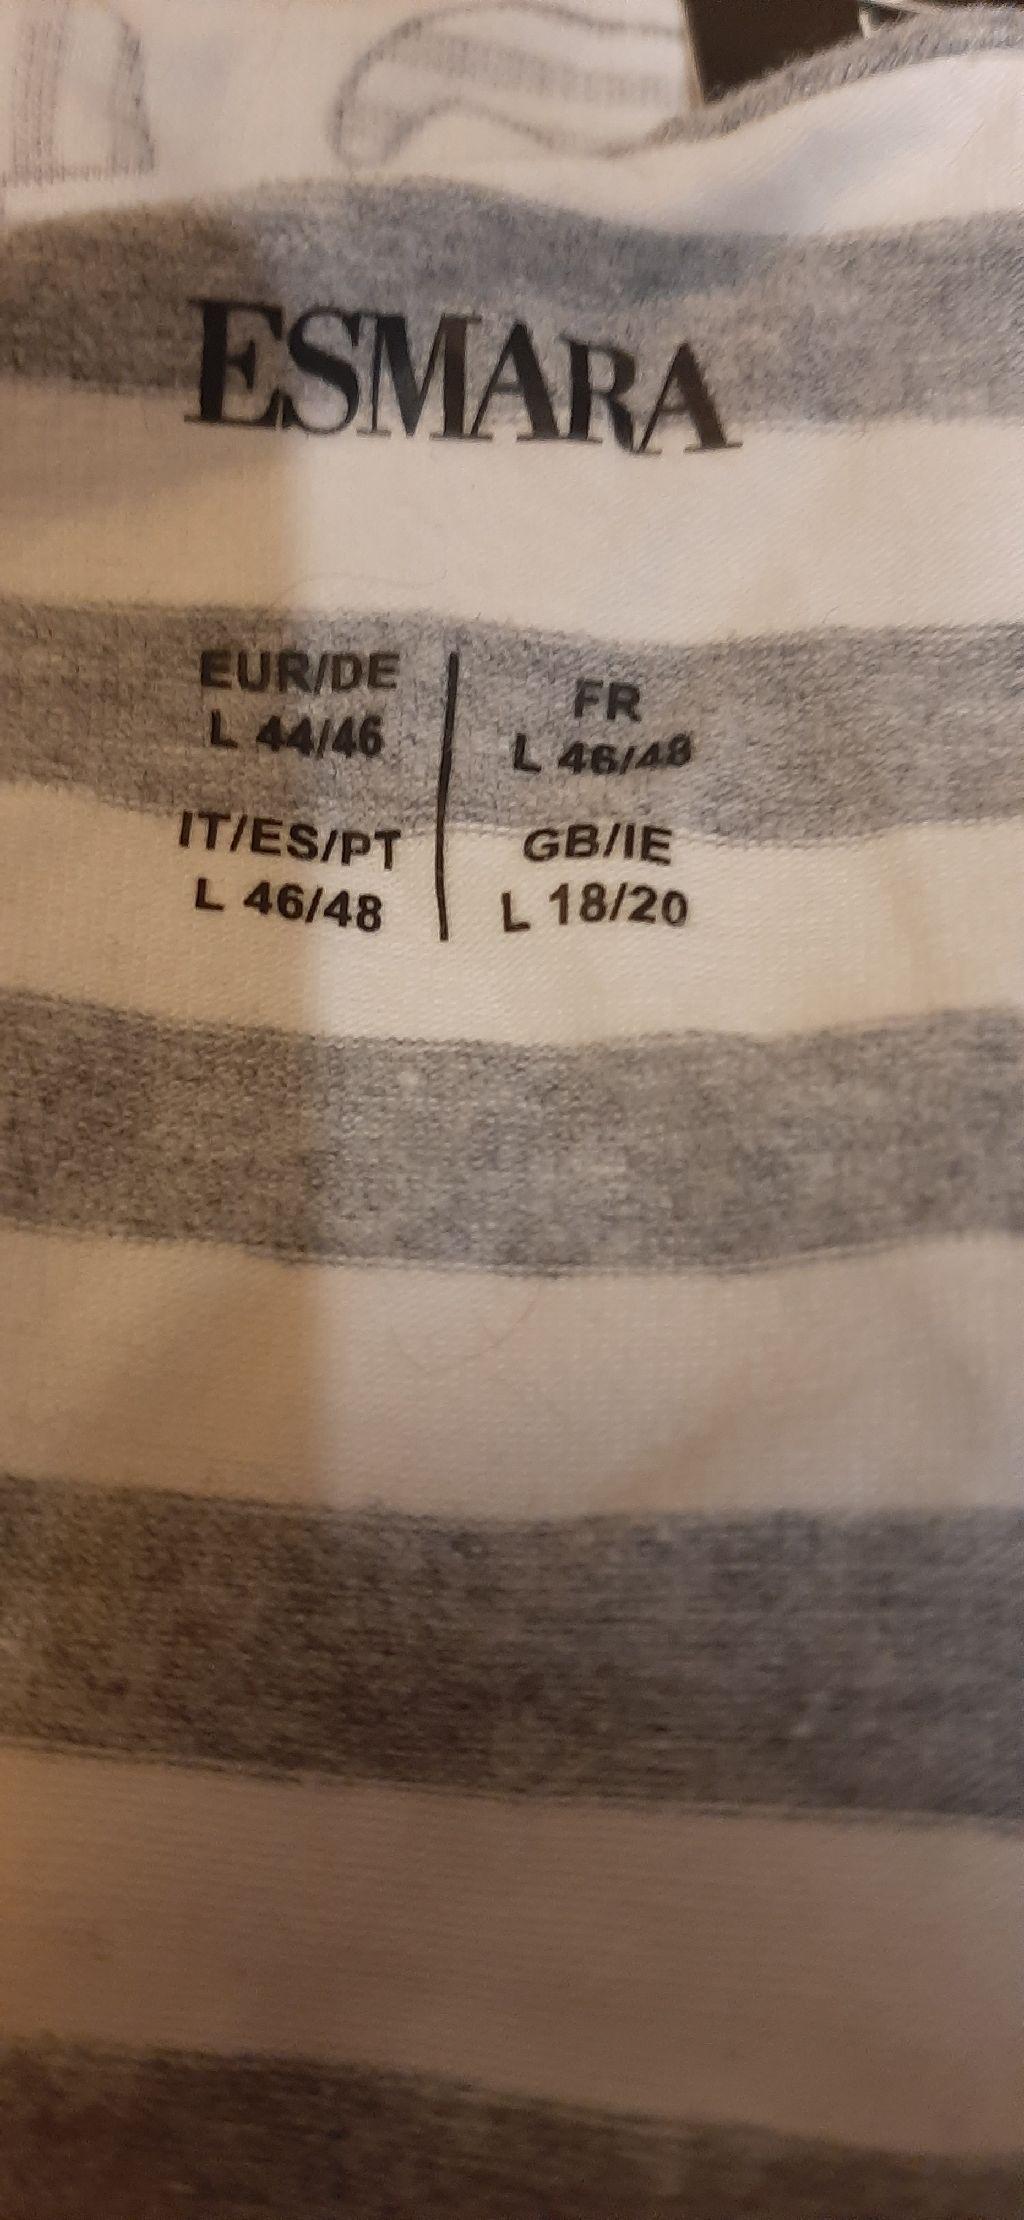 ESMARA
EUR/DE
L 44/46
FR
L 46/48
IT/ES/PT
L 46/48
GB/IE
L 18/20